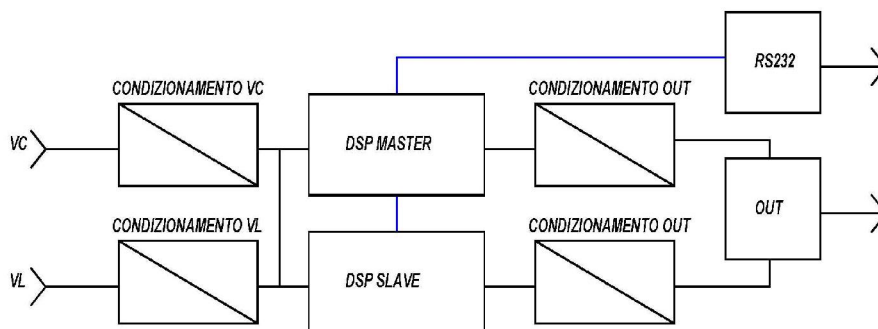 RS232
CONDIZIONAMENTO VC
CONDIZIONAMENTO OUT
VC
DSP MASTER
OUT
CONDIZIONAMENTO VL
CONDIZIONAMENTO OUT
VL
DSP SLAVE